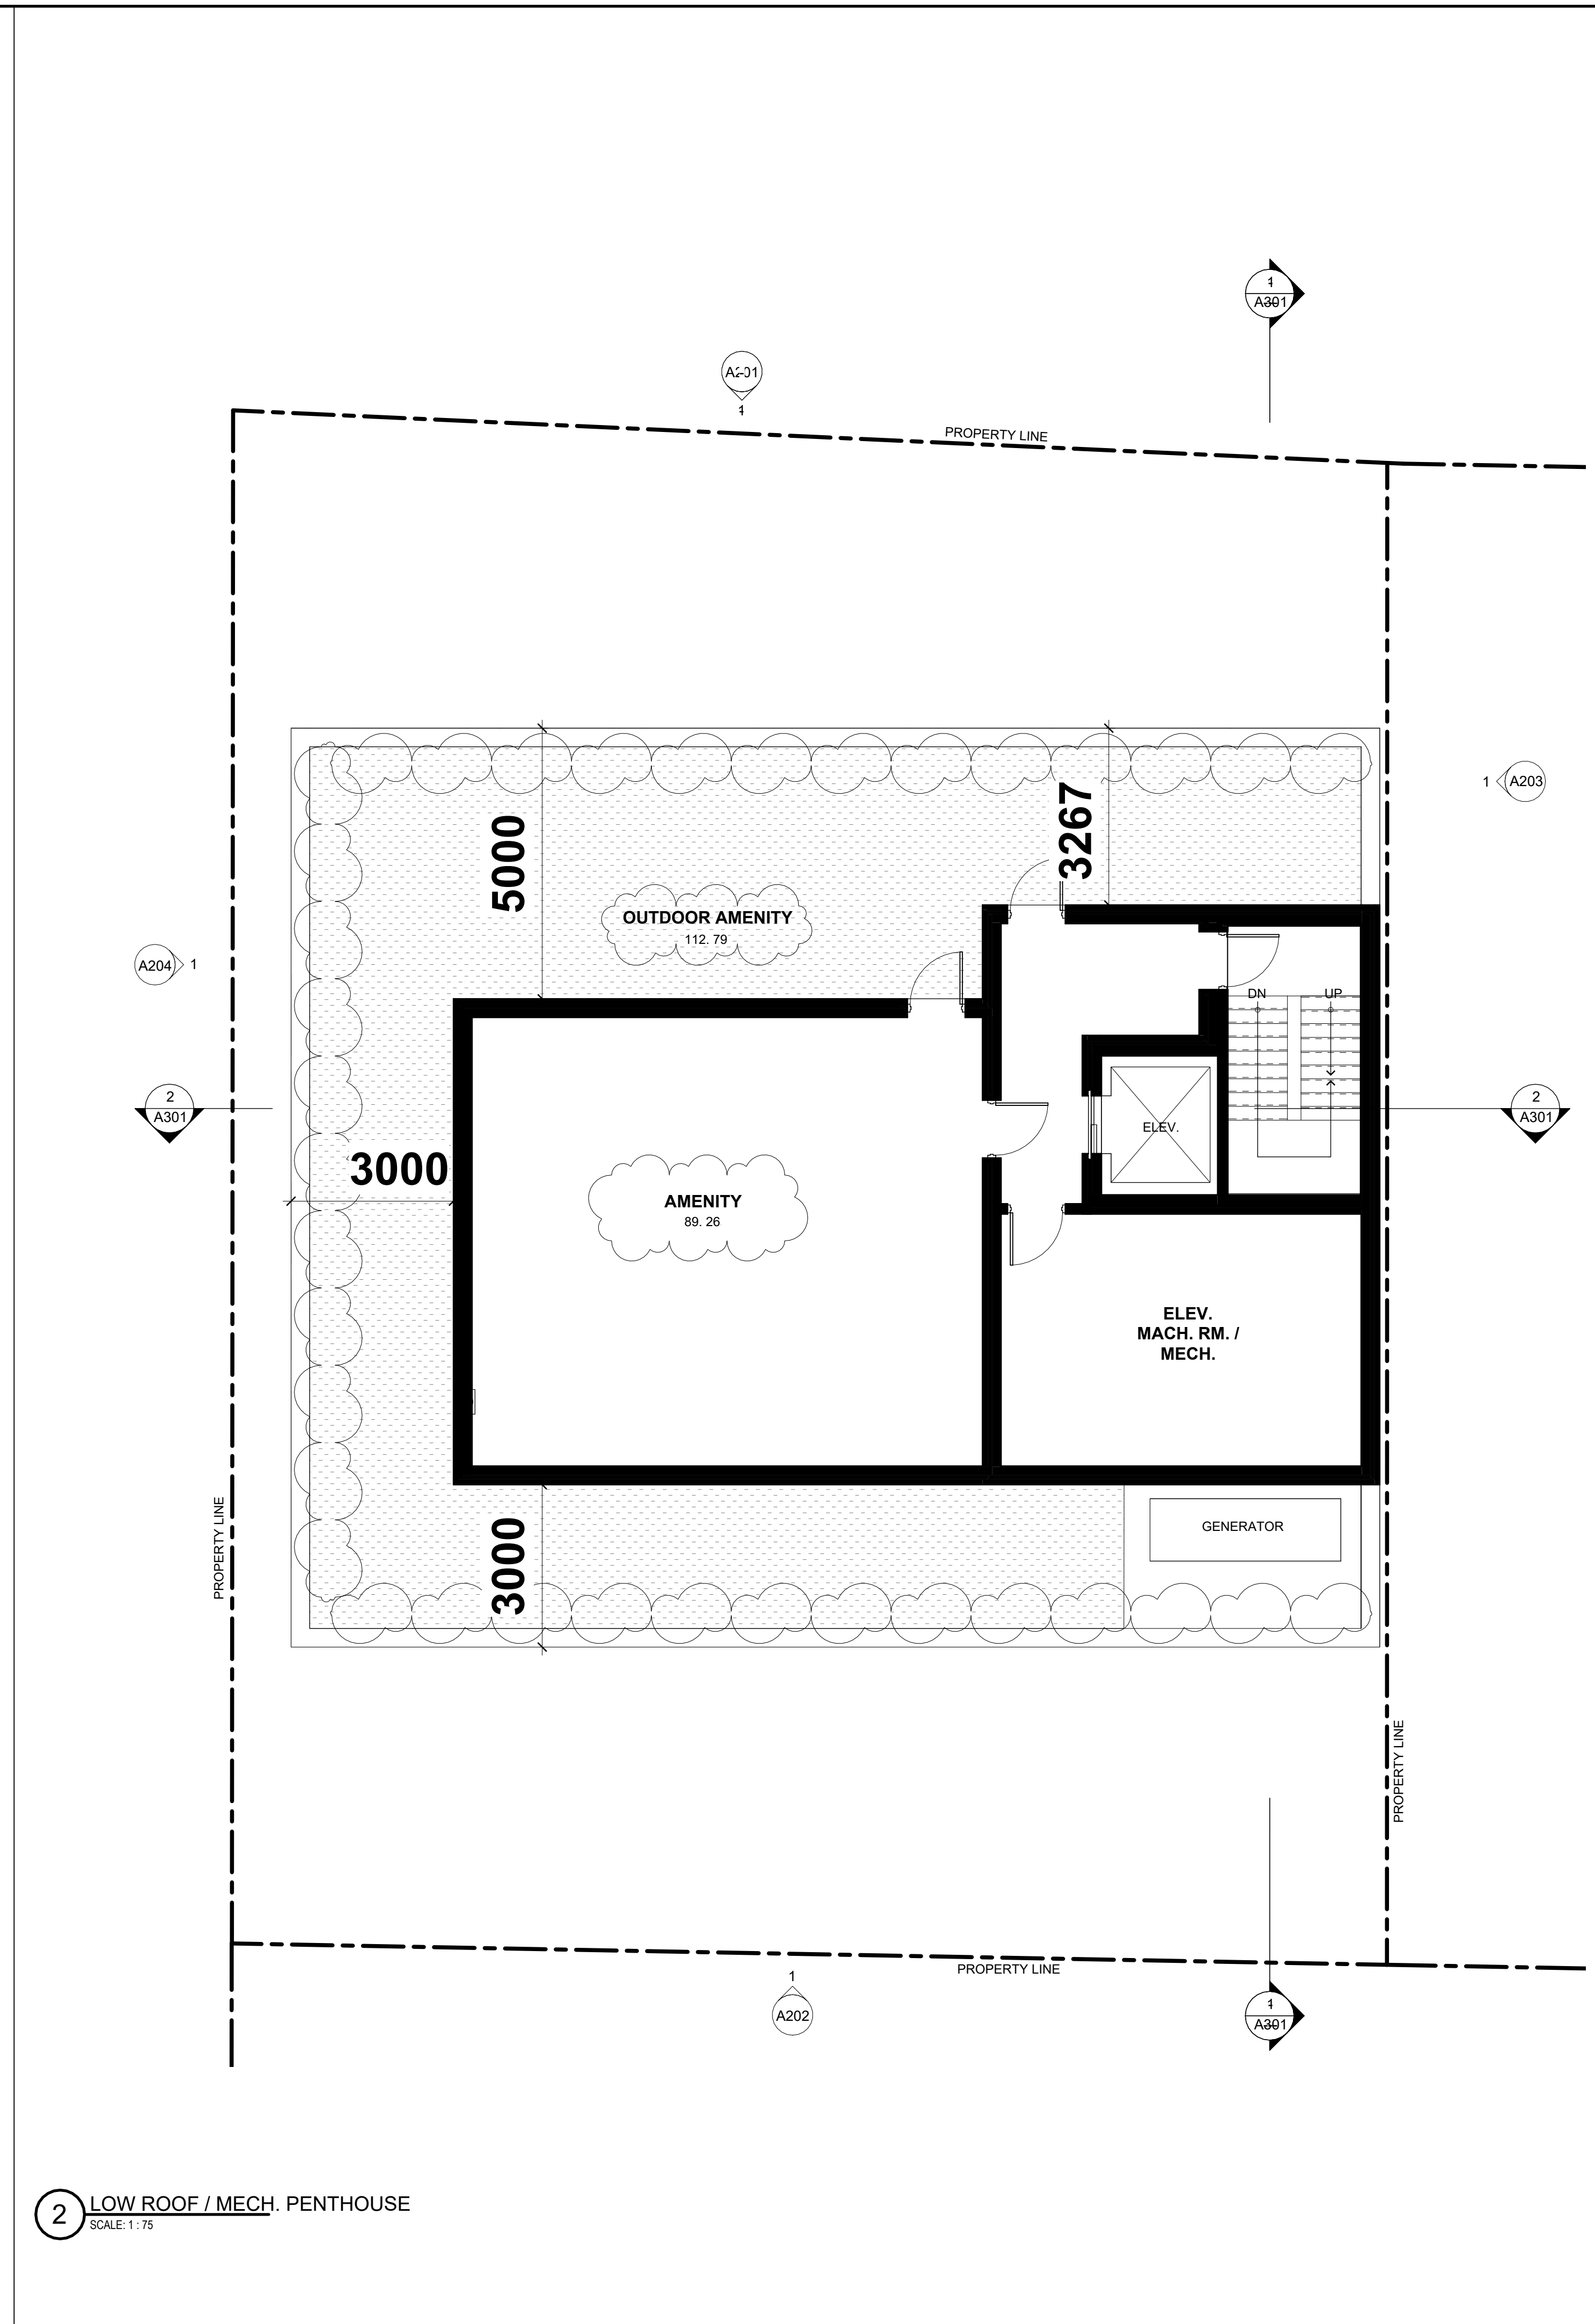 1
A301
A201
1
PROPERTY LINE
1
A203
5000
3267
OUTDOOR AMENITY
112. 79
A204
1
DN
UP
2
A301
2
A301
ELEV.
3000
AMENITY
89. 26
ELEV.
MACH. RM. /
MECH.
PROPERTY LINE
3000
GENERATOR
PROPERTY LINE
PROPERTY LINE
1
A202
1
A301
2
LOW ROOF / MECH. PENTHOUSE
SCALE: 1 : 75